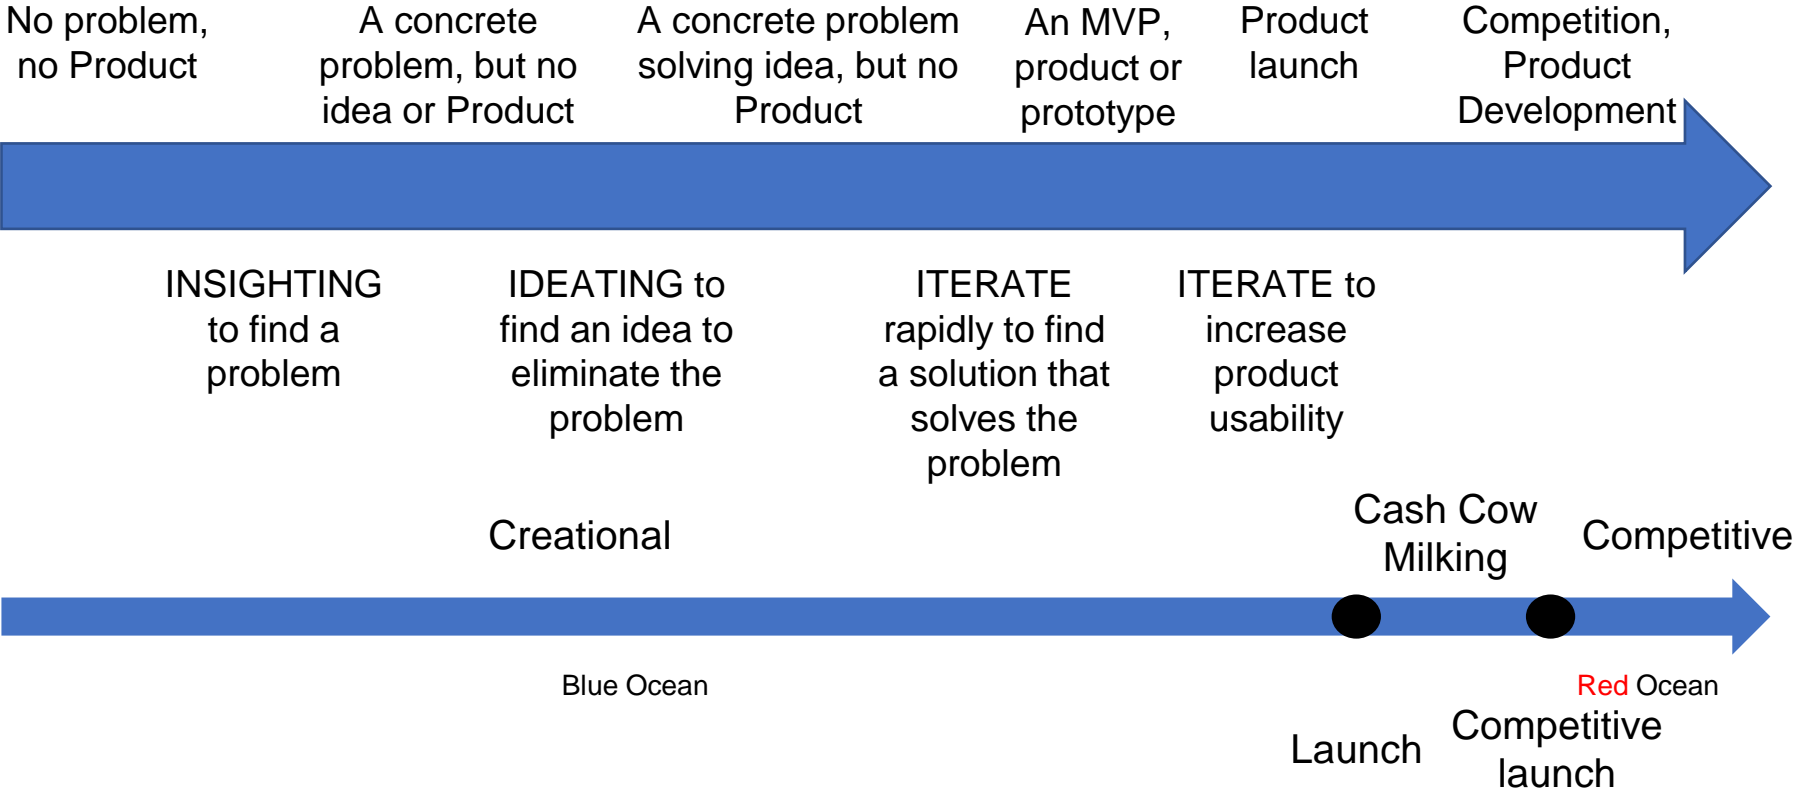 No problem,
no Product
A concrete
problem, but no
idea or Product
A concrete problem
solving idea, but no
Product
An MVP,
product or
prototype
Product
launch
Competition,
Product
Development
INSIGHTING
to find a
problem
IDEATING to
find an idea to
eliminate the
problem
ITERATE
rapidly to find
a solution that
solves the
problem
ITERATE to
increase
product
usability
Creational
Cash Cow
Milking
Competitive
Blue Ocean
Red Ocean
Launch
Competitive
launch